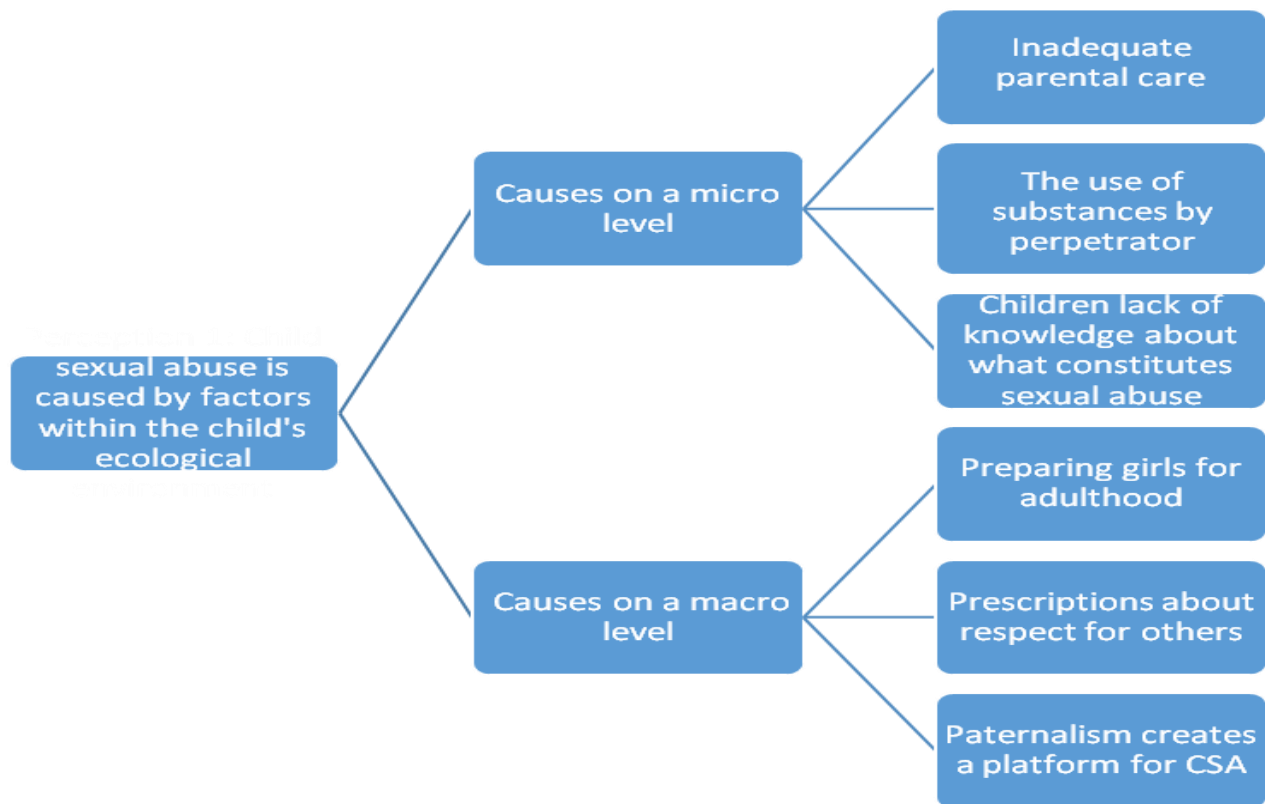 sexual abuse is
caused by factors
within the child's
ecological
Causes on a micro
level
Causes on a macro
level
Inadequate
parental care
The use of
substances by
perpetrator
Children lack of
knowledge about
what constitutes
sexual abuse
Preparing girls for
adulthood
Prescriptions about
respect for others
Paternalism creates
a platform for CSA